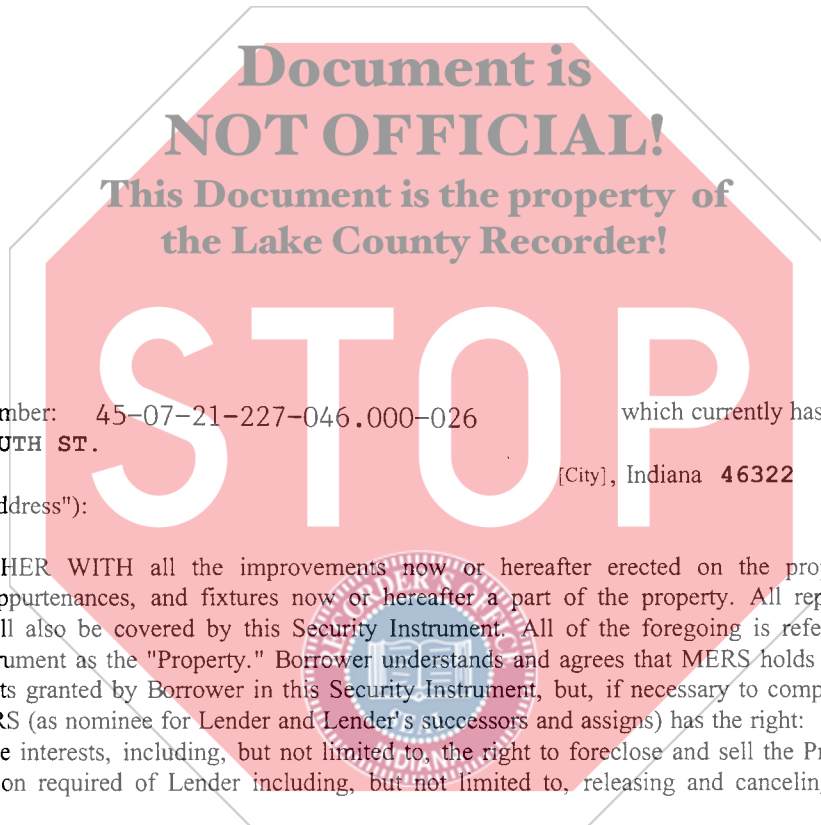 Document is
NOT OFFICIAL!
This Document is the property of
the Lake County Recorder!
STOP
mber: 45-07-21-227-046.000-026 which currently has
UTH ST.
[City], Indiana 46322
ddress"):
HER WITH all the improvements now or hereafter erected on the prop
ppurtenances, and fixtures now or hereafter a part of the property. All rep
ll also be covered by this Security Instrument. All of the foregoing is refe
rument as the "Property." Borrower understands and agrees that MERS holds
ts granted by Borrower in this Security Instrument, but, if necessary to comp
RS (as nominee for Lender and Lender's successors and assigns) has the right:
e interests, including, but not limited to, the right to foreclose and sell the Pr
on required of Lender including, but not limited to, releasing and canceling
RECORDER'S OFFICE
INDIANA